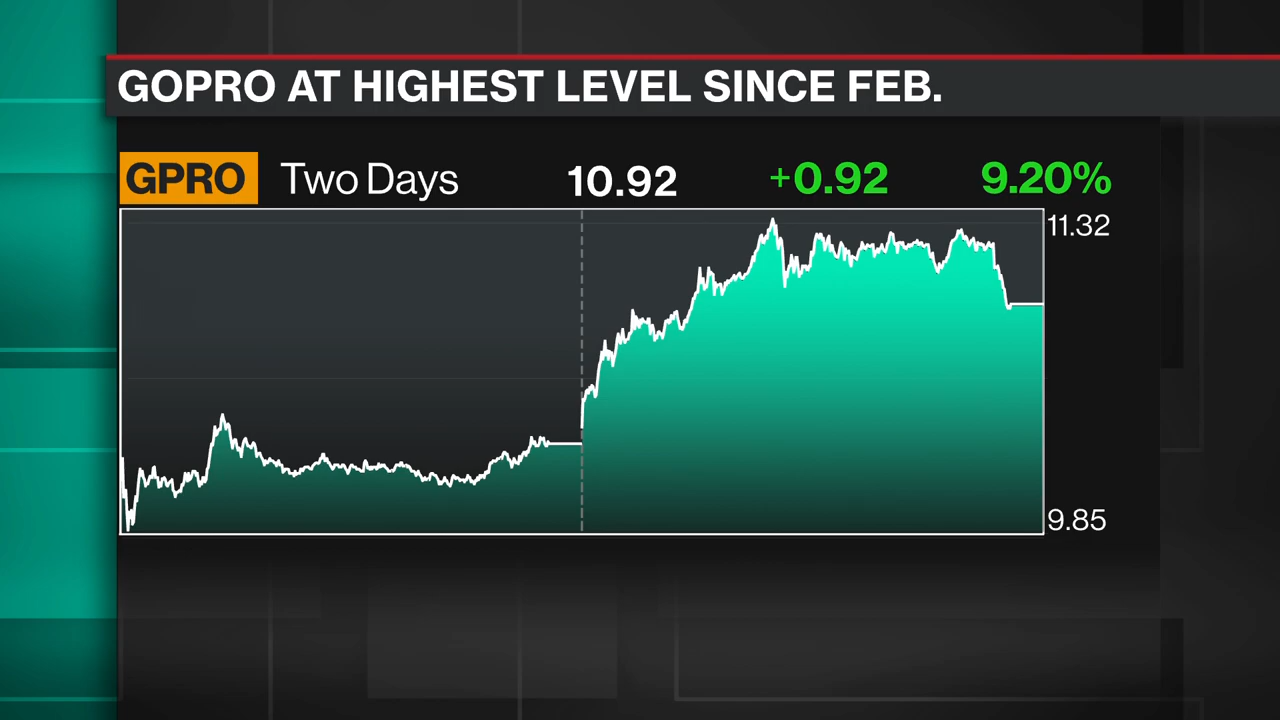 GOPRO AT HIGHEST LEVEL SINCE FEB.
GPRO Two Days 10.92 +0.92 9.20%
11.32
9.85